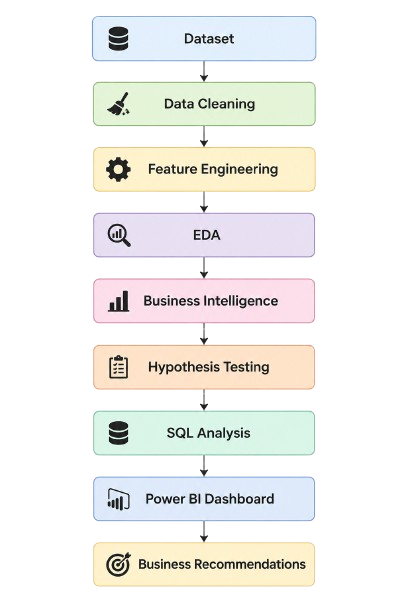 Dataset
Data Cleaning
Feature Engineering
EDA
Business Intelligence
Hypothesis Testing
SQL Analysis
Power BI Dashboard
Business Recommendations